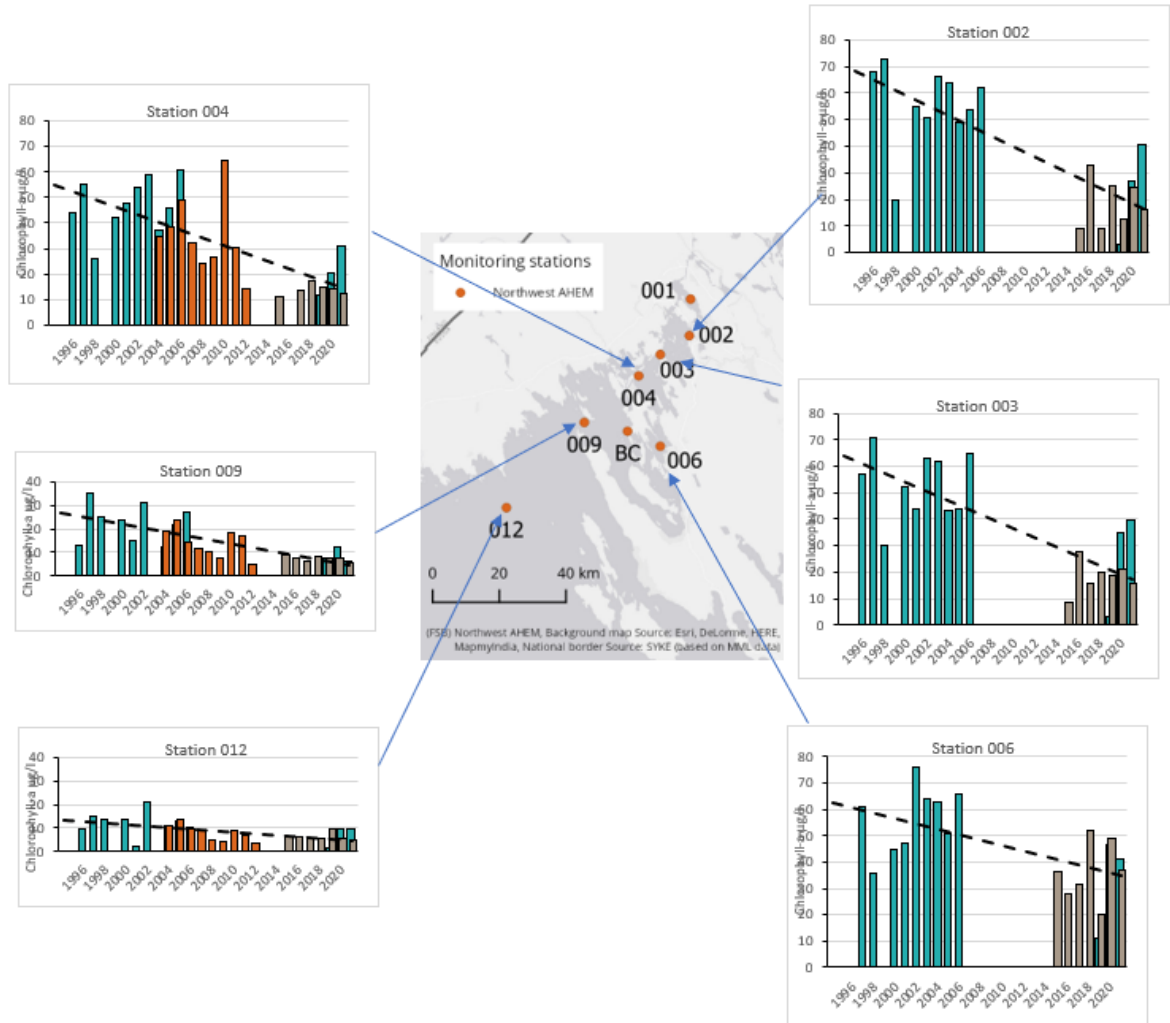 Station 002
80
70
60
50
40
30
20
10
0
Chlorophyll-a µg/l
1996 1998 2000 2002 2004 2006 2008 2010 2012 2014 2016 2018 2020
Station 004
80
70
60
50
40
30
20
10
0
Chlorophyll-a µg/l
1996 1998 2000 2002 2004 2006 2008 2010 2012 2014 2016 2018 2020
Monitoring stations
Northwest AHEM
001
002
003
004
009
BC
006
012
0 20 40 km
(FSB) Northwest AHEM, Background map Source: Esri, DeLorme, HERE,
MapmyIndia, National border Source: SYKE (based on MML data)
Station 003
80
70
60
50
40
30
20
10
0
Chlorophyll-a µg/l
1996 1998 2000 2002 2004 2006 2008 2010 2012 2014 2016 2018 2020
Station 009
40
30
20
10
0
Chlorophyll-a µg/l
1996 1998 2000 2002 2004 2006 2008 2010 2012 2014 2016 2018 2020
Station 012
40
30
20
10
0
Chlorophyll-a µg/l
1996 1998 2000 2002 2004 2006 2008 2010 2012 2014 2016 2018 2020
Station 006
80
70
60
50
40
30
20
10
0
Chlorophyll-a µg/l
1996 1998 2000 2002 2004 2006 2008 2010 2012 2014 2016 2018 2020